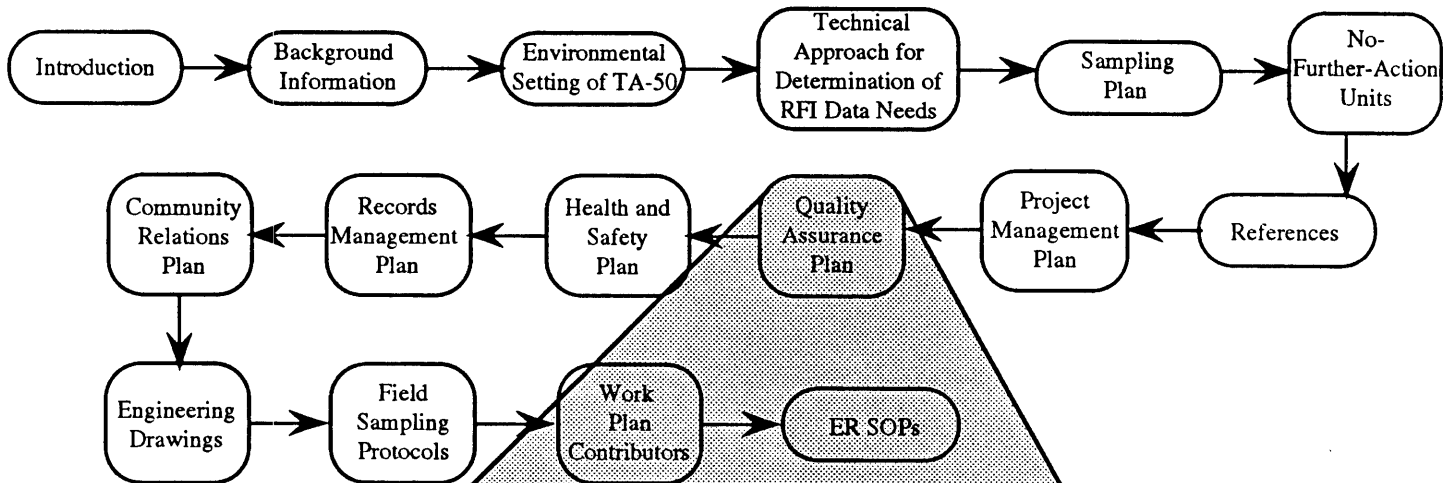 Introduction
Background
Information
Environmental
Setting of TA-50
Technical
Approach for
Determination of
RFI Data Needs
Sampling
Plan
No-
Further-Action
Units
References
Project
Management
Plan
Quality
Assurance
Plan
Health and
Safety
Plan
Records
Management
Plan
Community
Relations
Plan
Engineering
Drawings
Field
Sampling
Protocols
Work
Plan
Contributors
ER SOPs